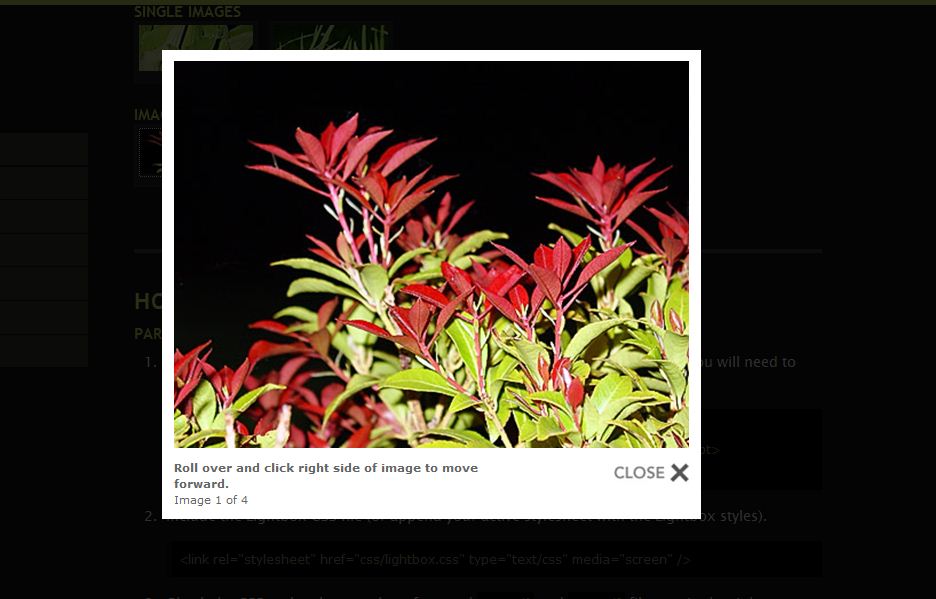 SINGLE IMAGES
IMA
HO
PAR
1.
ou will need to
pt>
Roll over and click right side of image to move
forward.
Image 1 of 4
CLOSE
2. Include the Lightbox CSS file (or append your active stylesheet with the Lightbox styles).
<link rel="stylesheet" href="css/lightbox.css" type="text/css" media="screen" />